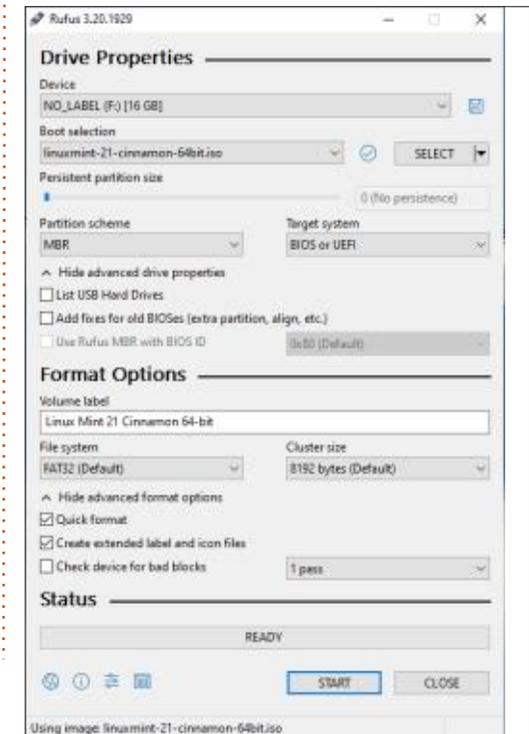 Rufus 3.20.1929
Drive Properties
Device
NO_LABEL (F:) [16 GB]
Boot selection
linuxmint-21-cinnamon-64bit.iso
SELECT
Persistent partition size
0 (No persistence)
Partition scheme
Target system
MBR
BIOS or UEFI
Hide advanced drive properties
List USB Hard Drives
Add fixes for old BIOSes (extra partition, align, etc.)
Use Rufus MBR with BIOS ID
0x80 (Default)
Format Options
Volume label
Linux Mint 21 Cinnamon 64-bit
File system
Cluster size
FAT32 (Default)
8192 bytes (Default)
Hide advanced format options
Quick format
Create extended label and icon files
Check device for bad blocks
1 pass
Status
READY
START
CLOSE
Using image: linuxmint-21-cinnamon-64bit.iso